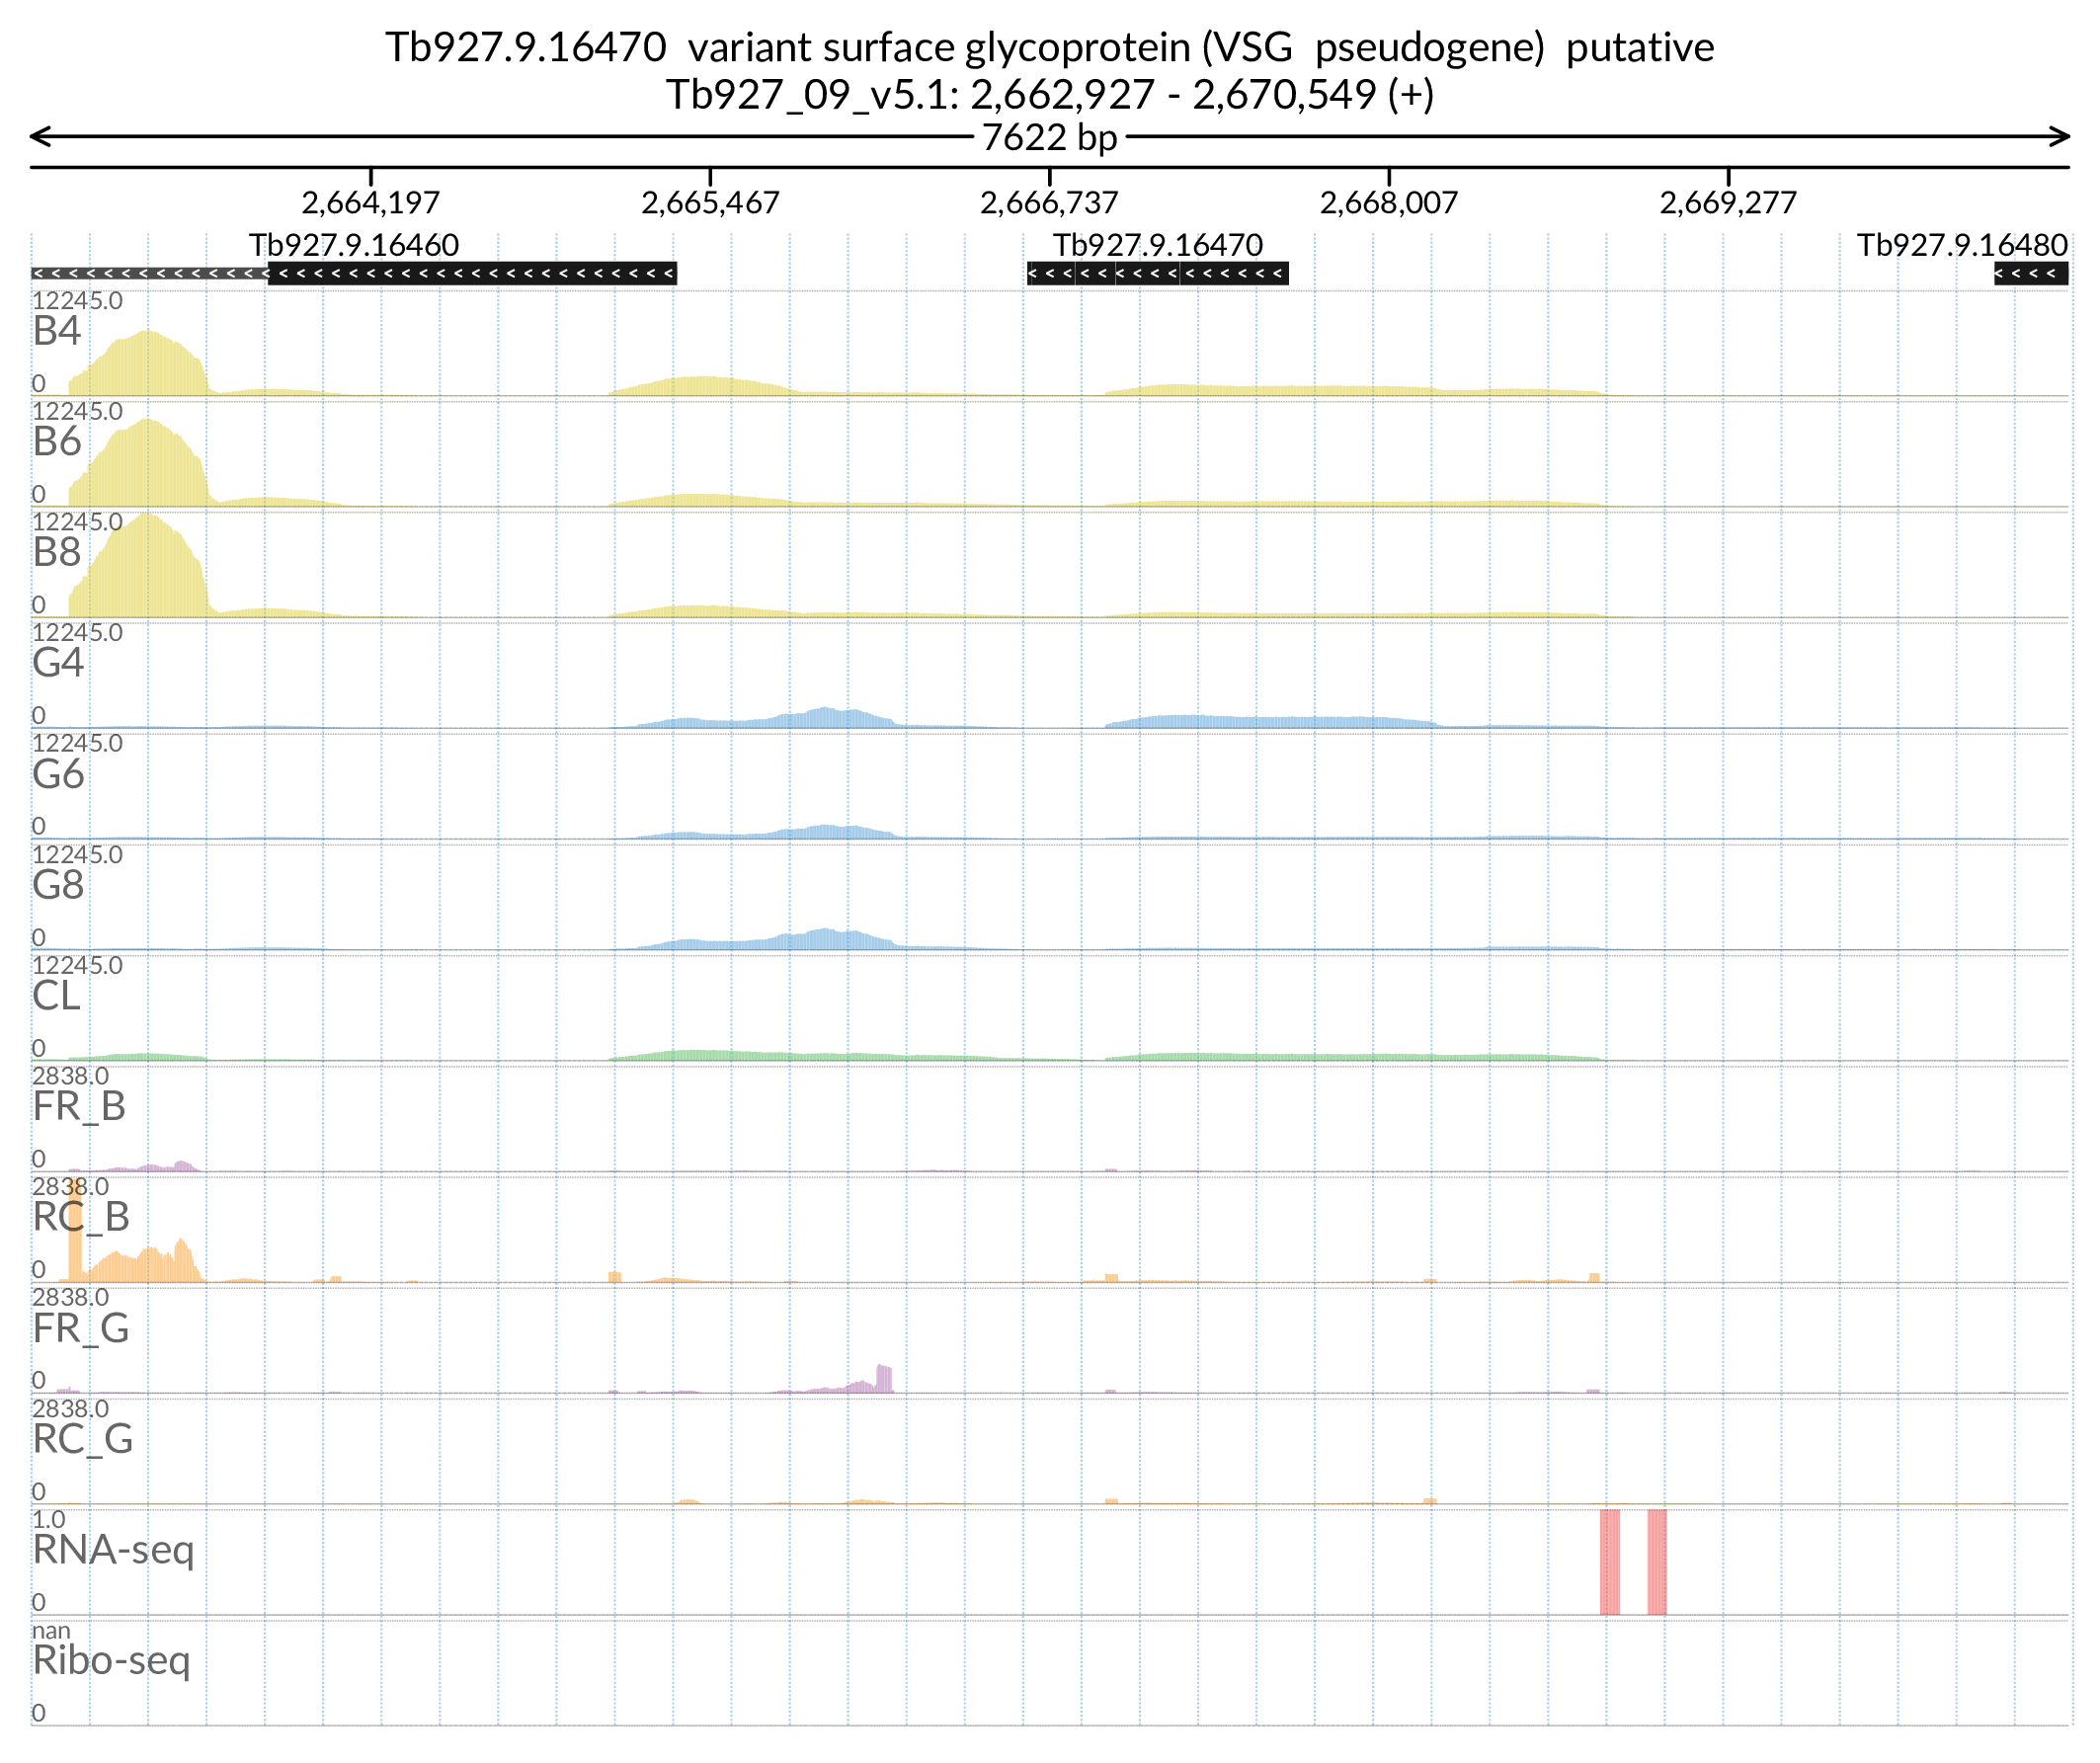 Tb927.9.16470 variant surface glycoprotein (VSG pseudogene) putative
Tb927_09_v5.1: 2,662,927 - 2,670,549 (+)
7622 bp
2,664,197 2,665,467 2,666,737 2,668,007 2,669,277
Tb927.9.16460 Tb927.9.16470 Tb927.9.16480
12245.0
B4
0
12245.0
B6
0
12245.0
B8
0
12245.0
G4
0
12245.0
G6
0
12245.0
G8
0
12245.0
CL
0
2838.0
FR_B
0
2838.0
RC_B
0
2838.0
FR_G
0
2838.0
RC_G
0
1.0
RNA-seq
0
nan
Ribo-seq
0